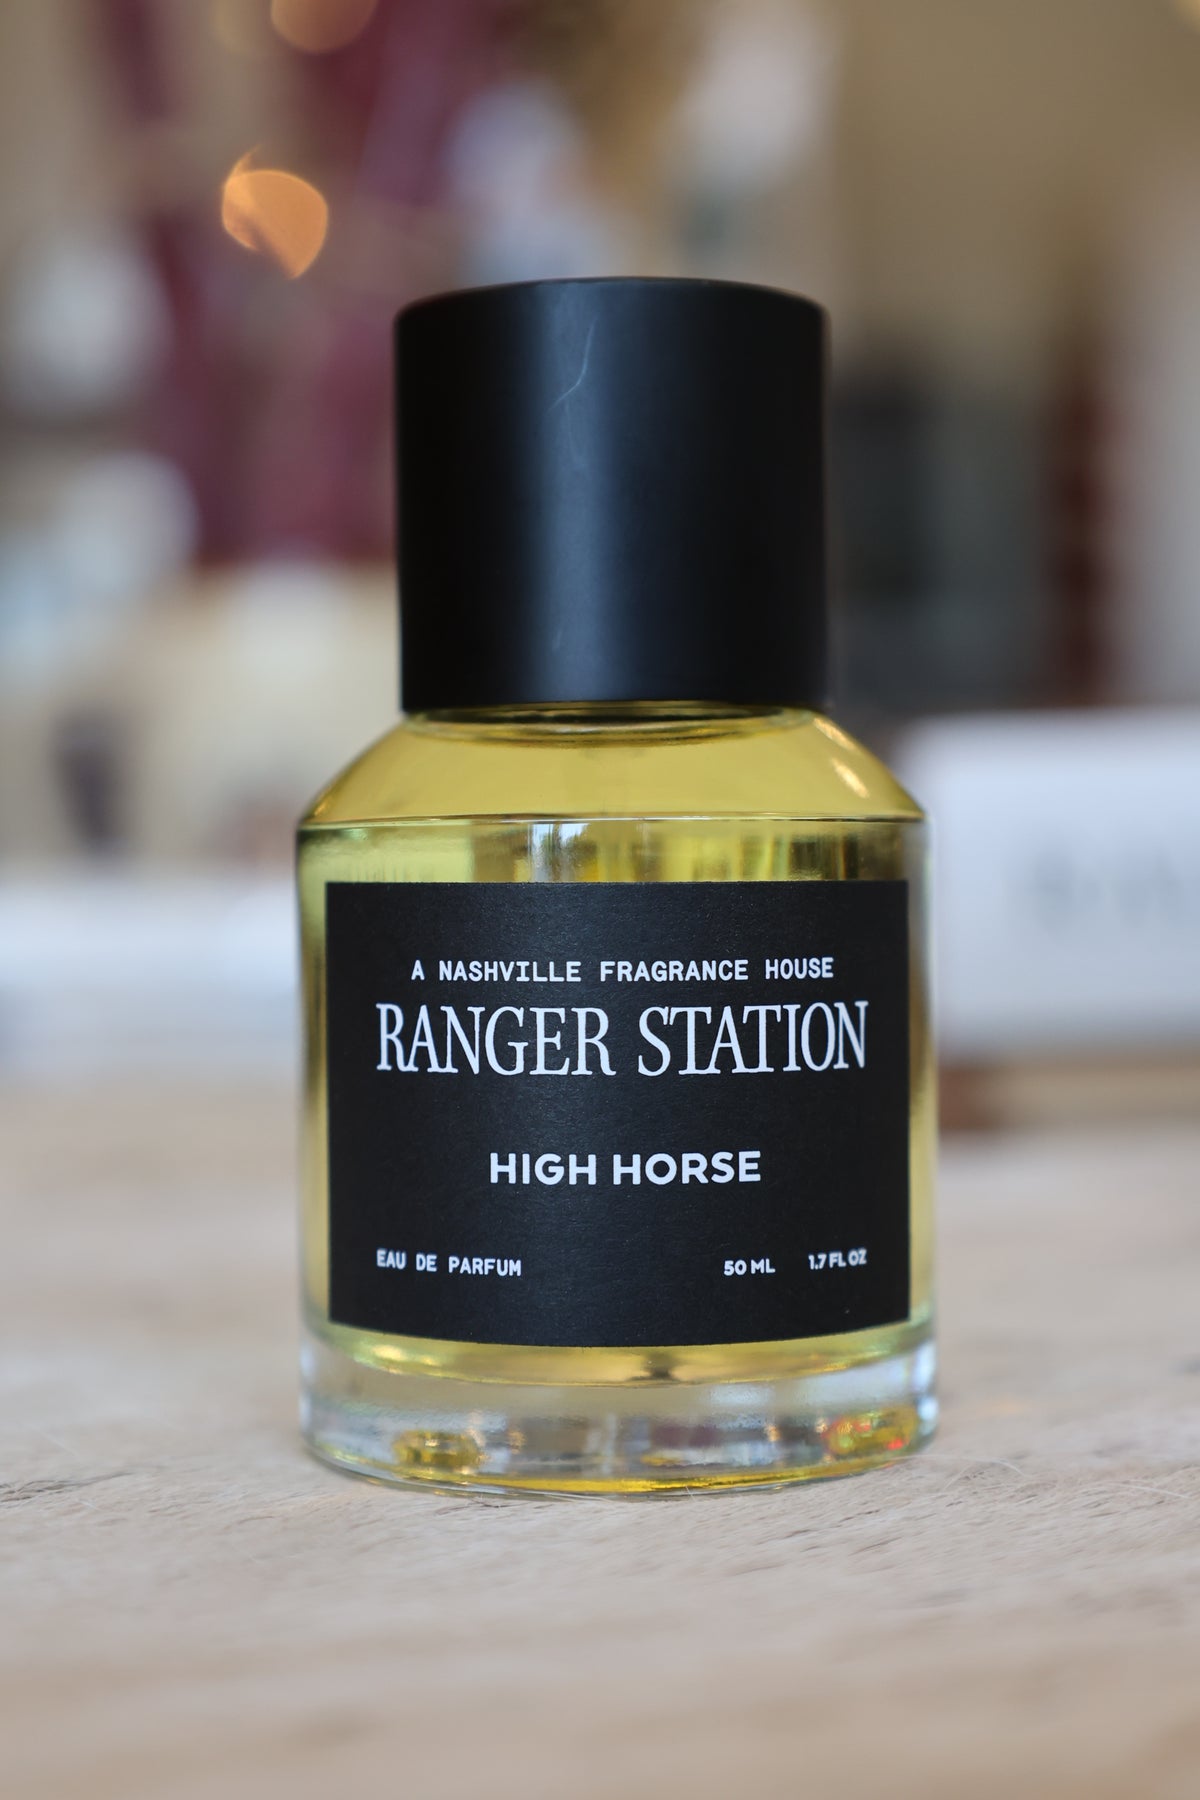 A NASHVILLE FRAGRANCE HOUSE
RANGER STATION
HIGH HORSE
EAU DE PARFUM 50 ML 1.7 FL OZ